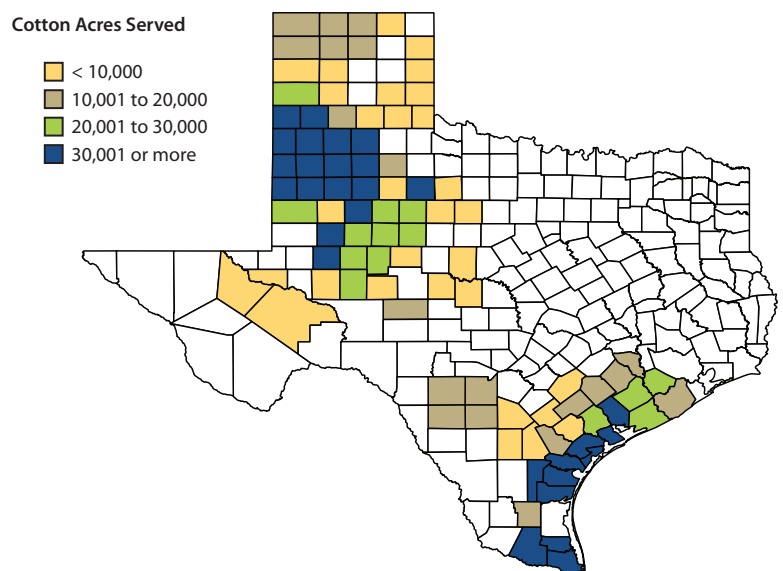 Cotton Acres Served
< 10,000
10,001 to 20,000
20,001 to 30,000
30,001 or more